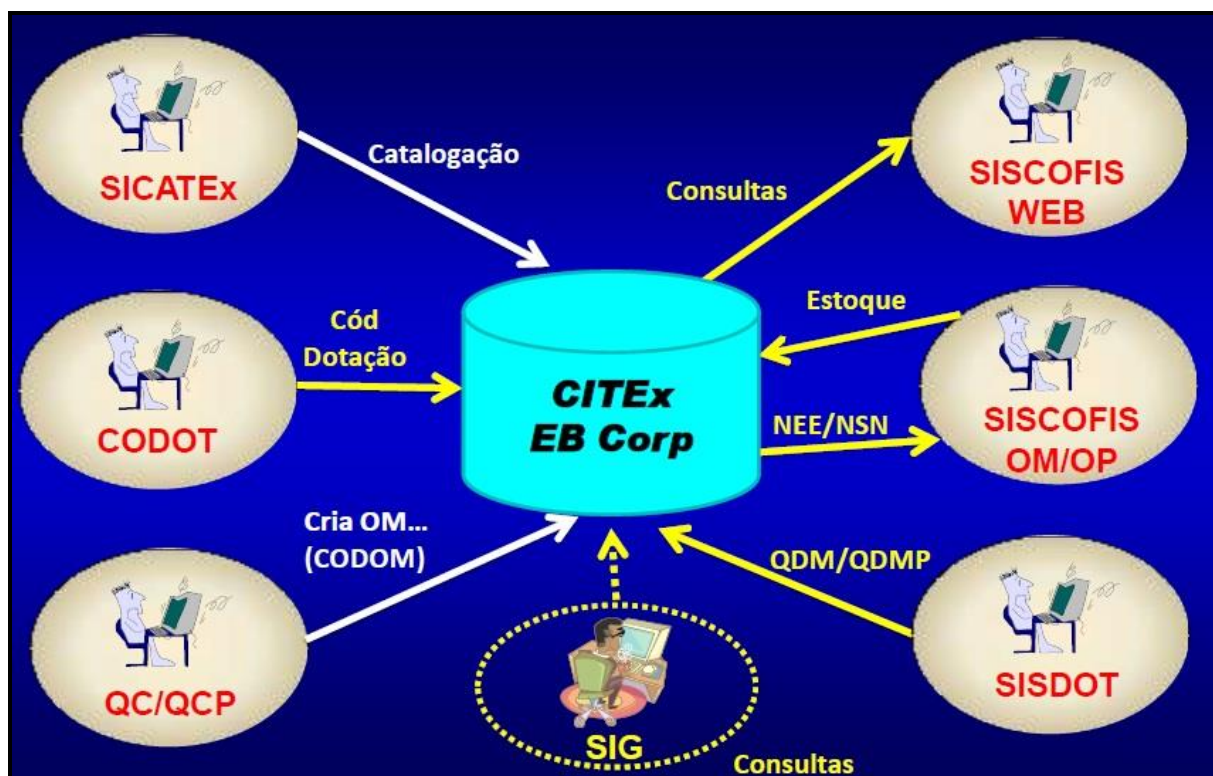 SICATEx
Catalogação
Consultas
SISCOFIS
WEB
Cód
Dotação
CODOT
CITEx
EB Corp
Estoque
NEE/NSN
SISCOFIS
OM/OP
Cria OM...
(CODOM)
QC/QCP
SIG
Consultas
QDM/QDMP
SISDOT